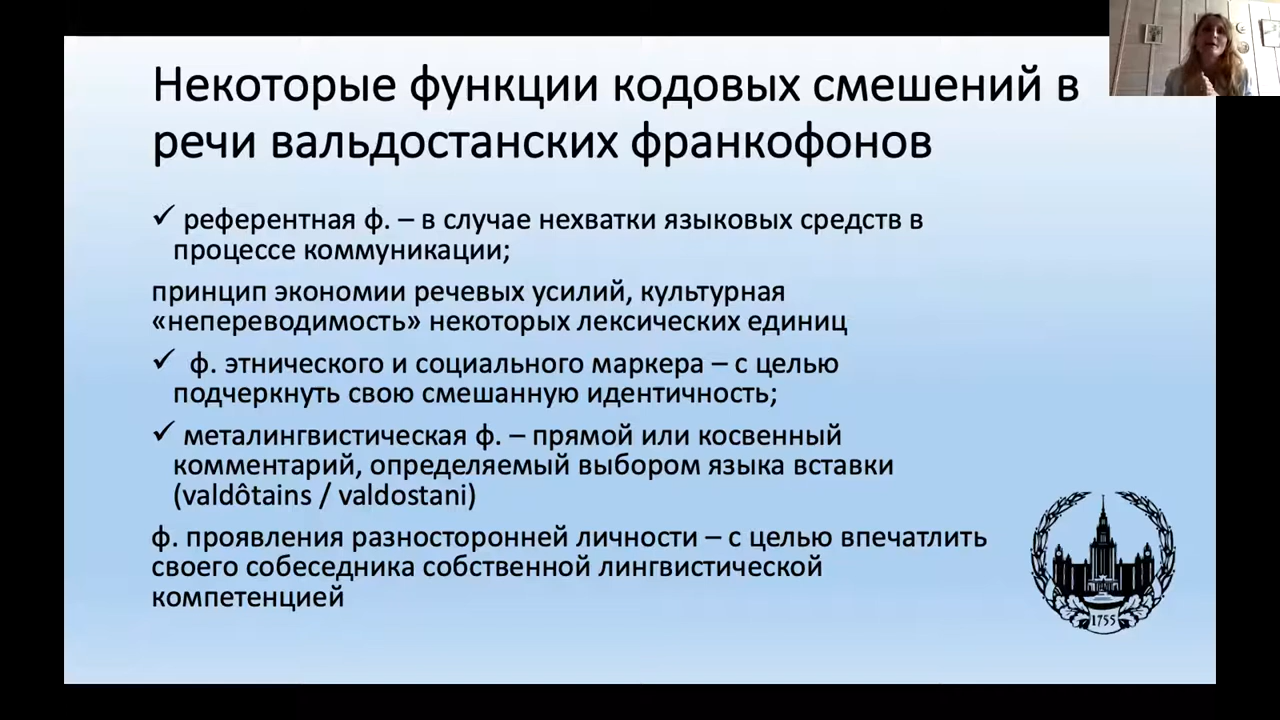 Некоторые функции кодовых смешений в
речи вальдостанских франкофонов
✓ референтная ф. – в случае нехватки языковых средств в
процессе коммуникации;
принцип экономии речевых усилий, культурная
«непереводимость» некоторых лексических единиц
✓ ф. этнического и социального маркера – с целью
подчеркнуть свою смешанную идентичность;
✓ металингвистическая ф. – прямой или косвенный
комментарий, определяемый выбором языка вставки
(valdôtains / valdostani)
ф. проявления разносторонней личности – с целью впечатлить
своего собеседника собственной лингвистической
компетенцией
1755